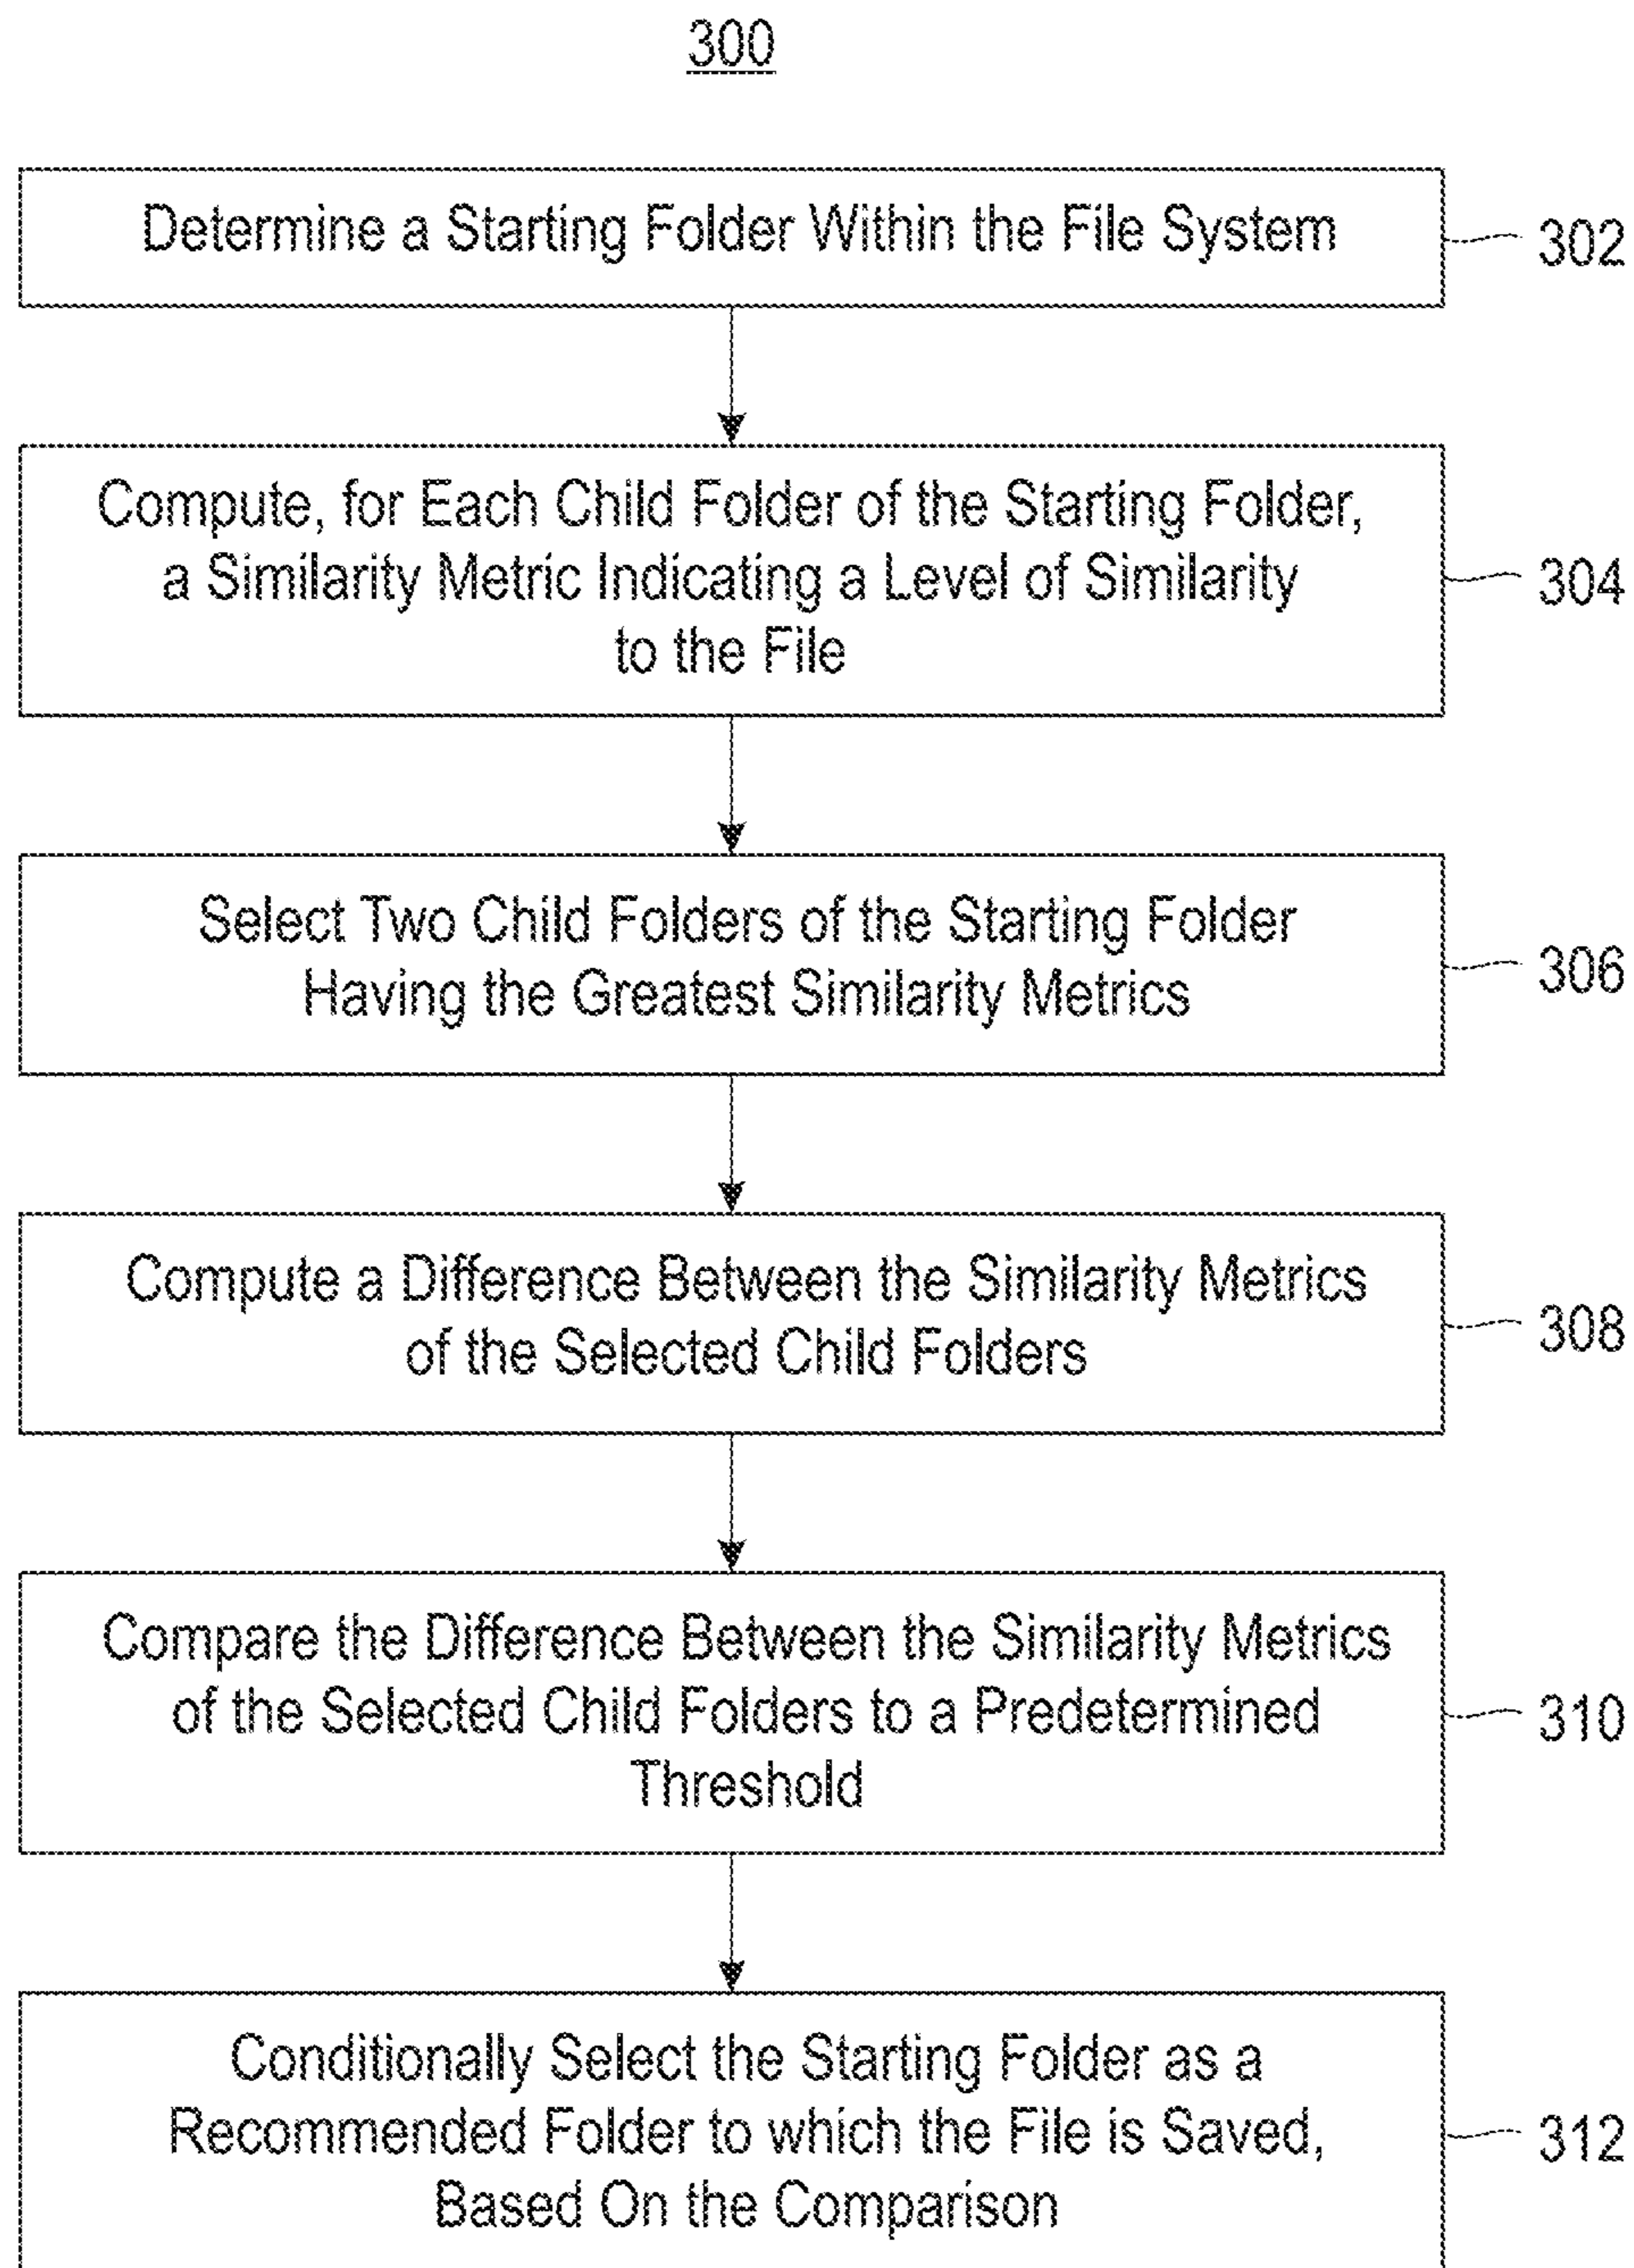 300
Determine a Starting Folder Within the File System
302
Compute, for Each Child Folder of the Starting Folder,
a Similarity Metric Indicating a Level of Similarity
to the File
304
Select Two Child Folders of the Starting Folder
Having the Greatest Similarity Metrics
306
Compute a Difference Between the Similarity Metrics
of the Selected Child Folders
308
Compare the Difference Between the Similarity Metrics
of the Selected Child Folders to a Predetermined
Threshold
310
Conditionally Select the Starting Folder as a
Recommended Folder to which the File is Saved,
Based On the Comparison
312